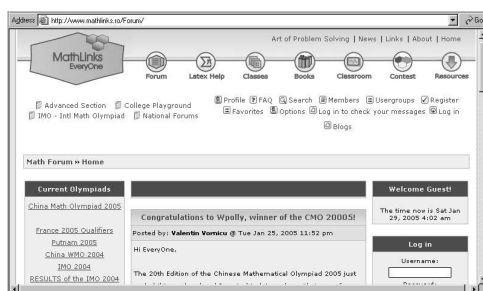 Address http://www.mathlinks.ro/Forum/ Go
Art of Problem Solving | News | Links | About | Home
MathLinks
EveryOne
Forum Latex Help Classes Books Classroom Contest Resources
Advanced Section College Playground
IMO - Intl Math Olympiad National Forums
Profile FAQ Search Members Usergroups Register
Favorites Options Log in to check your messages Log in
Blogs
Math Forum » Home
Current Olympiads
China Math Olympiad 2005
France 2005 Qualifiers
Putnam 2005
China WMO 2004
IMO 2004
RESULTS of the IMO 2004
Congratulations to Wpolly, winner of the CMO 20005!
Posted by: Valentin Vornicu @ Tue Jan 25, 2005 11:52 pm
Hi EveryOne,
The 20th Edition of the Chinese Mathematical Olympiad 2005 just
Welcome Guest!
The time now is Sat Jan
29, 2005 4:02 am
Log in
Username: